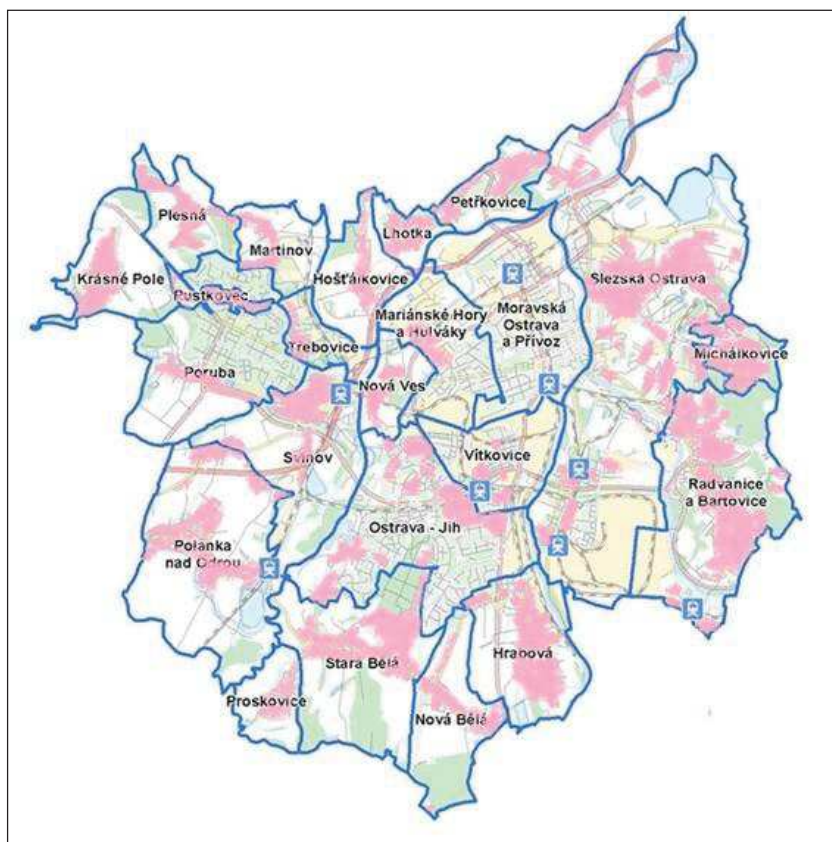 Petřkovice
Plesná
Lhotka
Martinov
Krásné Pole
Hošťálkovice
Slezská Ostrava
Pustkovec
Mariánské Hory
a Hulváky
Moravská
Ostrava
a Přívoz
Třebovice
Michálkovice
Poruba
Nová Ves
Svinov
Vítkovice
Radvanice
a Bartovice
Ostrava - Jih
Polanka
nad Odrou
Stara Bělá
Hrabová
Proskovice
Nová Bělá